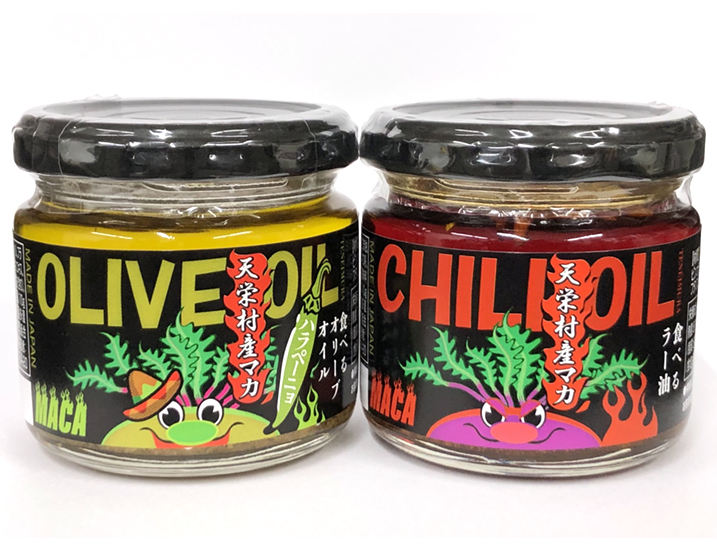 OLIVE OIL
天栄村産マカ
食べる
オリーブ
オイル
ハラペーニョ
MADE IN JAPAN
TENEIMURA
MACA
CHILI OIL
天栄村産マカ
食べる
ラー油
MADE IN JAPAN
TENEIMURA
MACA